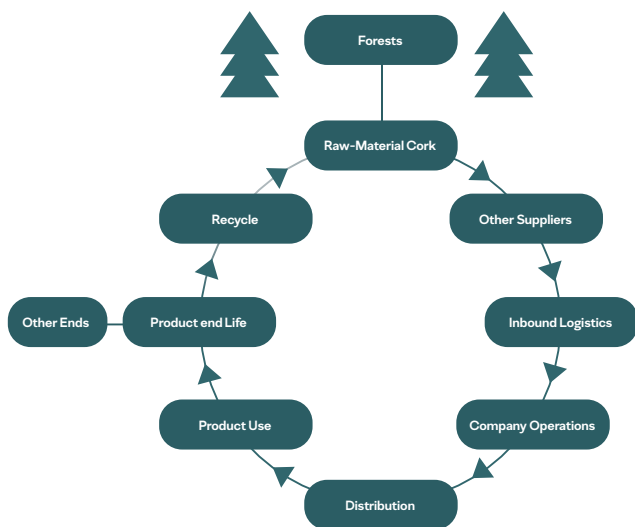 Forests
Raw-Material Cork
Recycle
Other Suppliers
Other Ends
Product end Life
Inbound Logistics
Product Use
Company Operations
Distribution